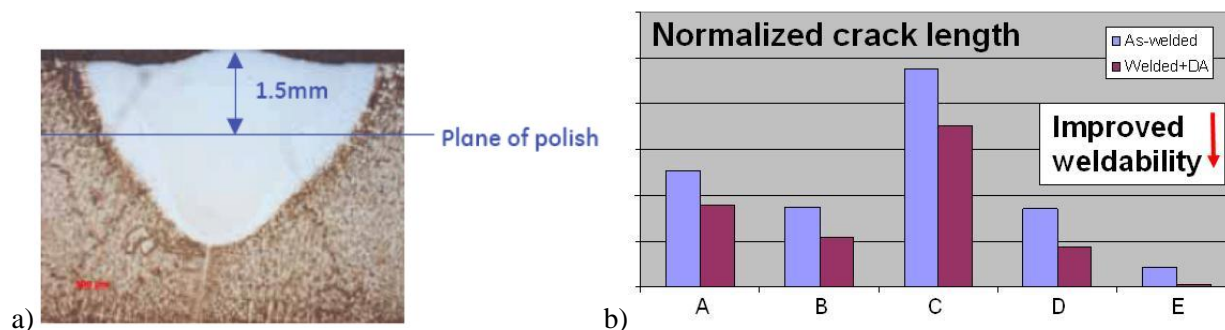 1.5mm
Plane of polish
a)
Normalized crack length
As-welded
Welded+DA
Improved
weldability
A B C D E
b)